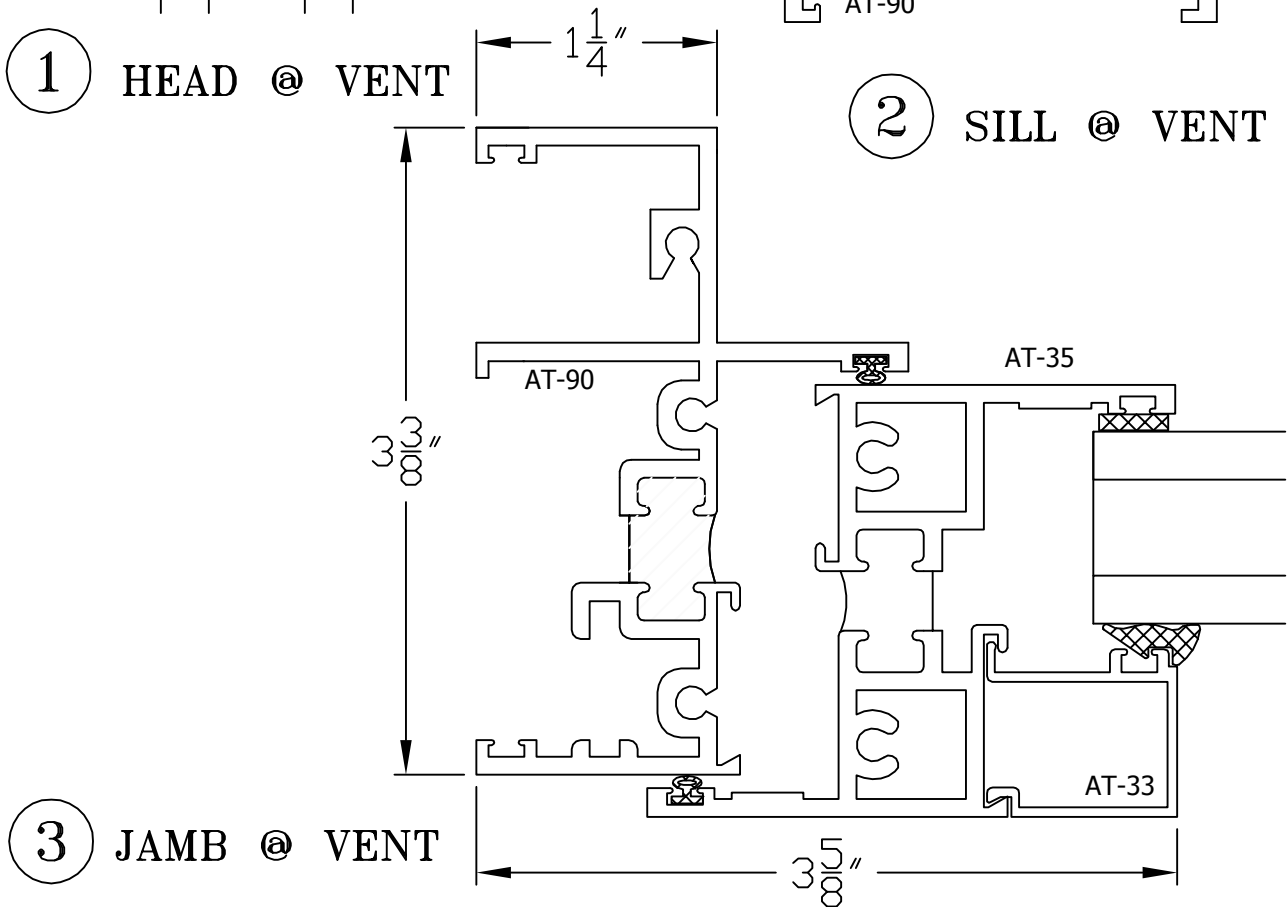 AT-90
1 1/4"
1 HEAD @ VENT
2 SILL @ VENT
AT-35
AT-90
3 3/8"
AT-33
3 JAMB @ VENT
3 5/8"